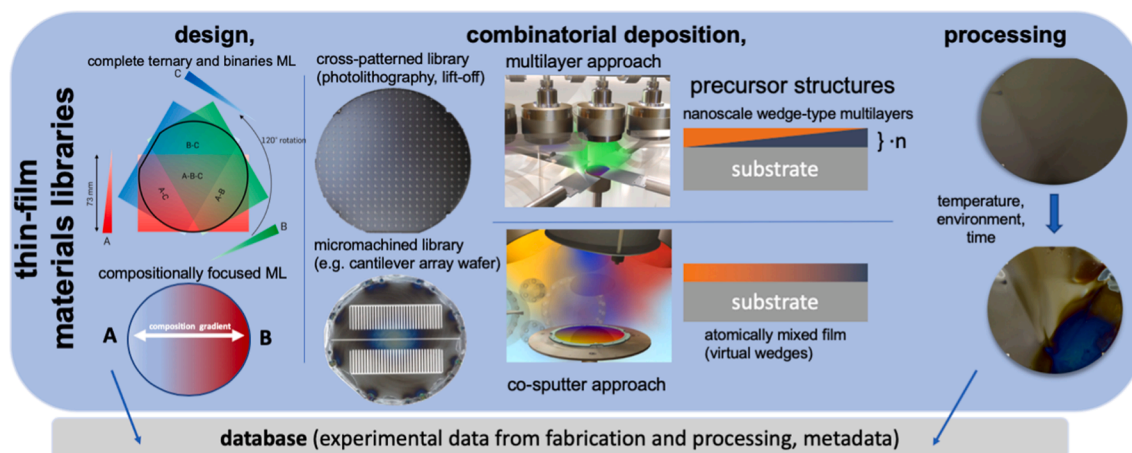 thin-film
materials libraries
design,
complete ternary and binaries ML
C
120° rotation
B-C
A-B-C
A-C
A-B
73 mm
A
B
compositionally focused ML
A
composition gradient
B
combinatorial deposition,
cross-patterned library
(photolithography, lift-off)
micromachined library
(e.g. cantilever array wafer)
multilayer approach
co-sputter approach
precursor structures
nanoscale wedge-type multilayers
} ·n
substrate
substrate
atomically mixed film
(virtual wedges)
processing
temperature,
environment,
time
database (experimental data from fabrication and processing, metadata)